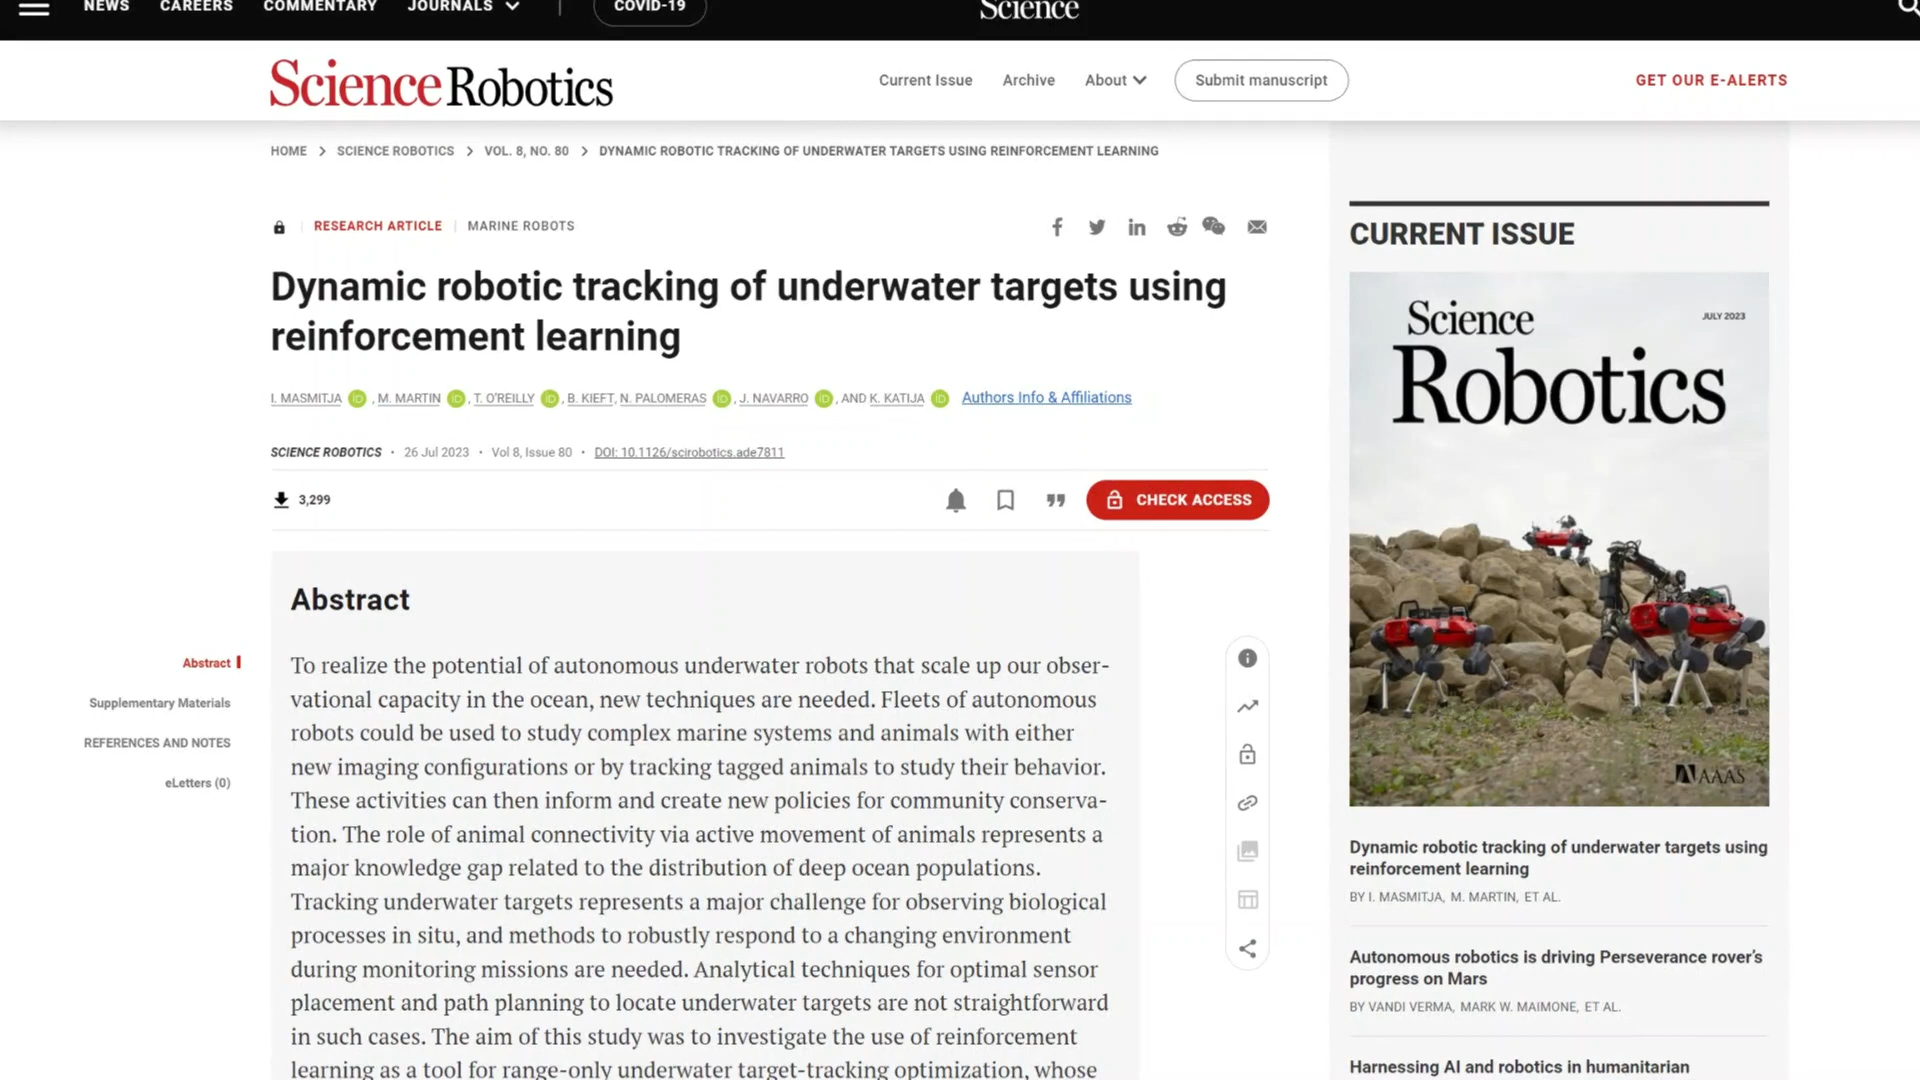 NEWS CAREERS COMMENTARY JOURNALS COVID-19 Science
Science Robotics Current Issue Archive About Submit manuscript GET OUR E-ALERTS
HOME > SCIENCE ROBOTICS > VOL. 8, NO. 80 > DYNAMIC ROBOTIC TRACKING OF UNDERWATER TARGETS USING REINFORCEMENT LEARNING
RESEARCH ARTICLE | MARINE ROBOTS
Dynamic robotic tracking of underwater targets using
reinforcement learning
I. MASMITJA iD, M. MARTIN iD, T. O'REILLY iD, B. KIEFT, N. PALOMERAS iD, J. NAVARRO iD, AND K. KATIJA iD Authors Info & Affiliations
SCIENCE ROBOTICS · 26 Jul 2023 · Vol 8, Issue 80 · DOI: 10.1126/scirobotics.ade7811
3,299
CHECK ACCESS
Abstract
To realize the potential of autonomous underwater robots that scale up our obser-
vational capacity in the ocean, new techniques are needed. Fleets of autonomous
robots could be used to study complex marine systems and animals with either
new imaging configurations or by tracking tagged animals to study their behavior.
These activities can then inform and create new policies for community conserva-
tion. The role of animal connectivity via active movement of animals represents a
major knowledge gap related to the distribution of deep ocean populations.
Tracking underwater targets represents a major challenge for observing biological
processes in situ, and methods to robustly respond to a changing environment
during monitoring missions are needed. Analytical techniques for optimal sensor
placement and path planning to locate underwater targets are not straightforward
in such cases. The aim of this study was to investigate the use of reinforcement
learning as a tool for range-only underwater target-tracking optimization, whose
Abstract
Supplementary Materials
REFERENCES AND NOTES
eLetters (0)
CURRENT ISSUE
Science
JULY 2023
Robotics
AAAS
Dynamic robotic tracking of underwater targets using
reinforcement learning
BY I. MASMITJA, M. MARTIN, ET AL.
Autonomous robotics is driving Perseverance rover's
progress on Mars
BY VANDI VERMA, MARK W. MAIMONE, ET AL.
Harnessing AI and robotics in humanitarian